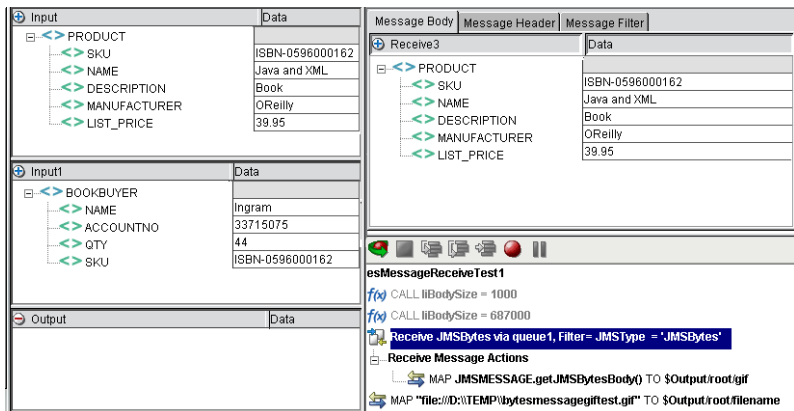 Input Data
PRODUCT
SKU ISBN-0596000162
NAME Java and XML
DESCRIPTION Book
MANUFACTURER OReilly
LIST_PRICE 39.95
Input1 Data
BOOKBUYER
NAME Ingram
ACCOUNTNO 33715075
QTY 44
SKU ISBN-0596000162
Output Data
Message Body Message Header Message Filter
Receive3 Data
PRODUCT
SKU ISBN-0596000162
NAME Java and XML
DESCRIPTION Book
MANUFACTURER OReilly
LIST_PRICE 39.95
esMessageReceiveTest1
f(x) CALL liBodySize = 1000
f(x) CALL liBodySize = 687000
Receive JMSBytes via queue1, Filter= JMSType = 'JMSBytes'
Receive Message Actions
MAP JMSMESSAGE.getJMSBytesBody() TO $Output/root/gif
MAP "file:///D:\\TEMP\\bytesmessagegiftest.gif" TO $Output/root/filename